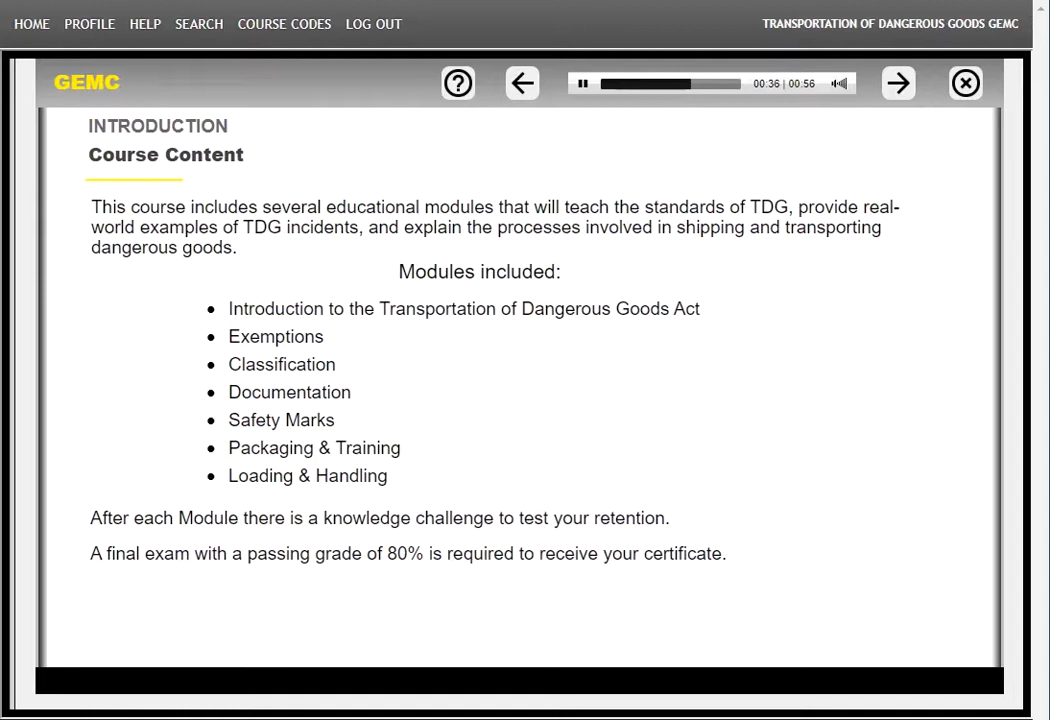 HOME PROFILE HELP SEARCH COURSE CODES LOG OUT TRANSPORTATION OF DANGEROUS GOODS GEMC
GEMC
00:36 | 00:56
INTRODUCTION
Course Content
This course includes several educational modules that will teach the standards of TDG, provide real-
world examples of TDG incidents, and explain the processes involved in shipping and transporting
dangerous goods.
Modules included:
• Introduction to the Transportation of Dangerous Goods Act
• Exemptions
• Classification
• Documentation
• Safety Marks
• Packaging & Training
• Loading & Handling
After each Module there is a knowledge challenge to test your retention.
A final exam with a passing grade of 80% is required to receive your certificate.